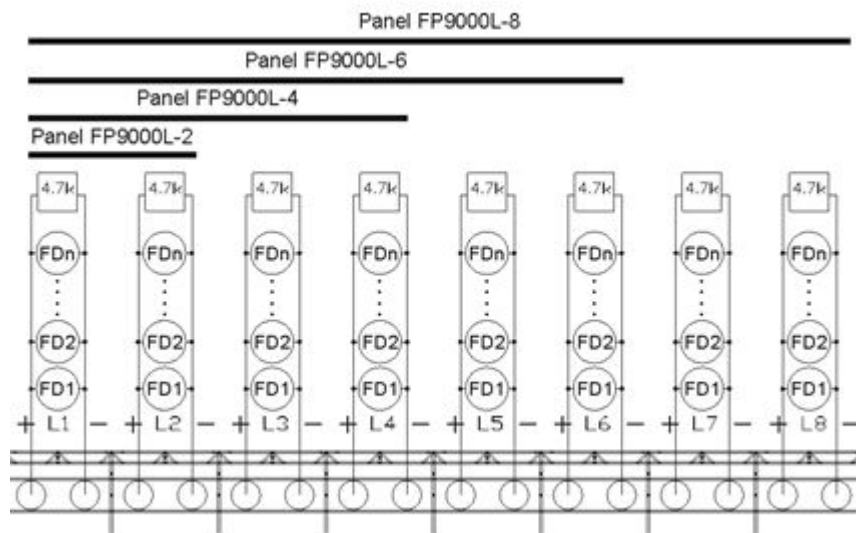 Panel FP9000L-8
Panel FP9000L-6
Panel FP9000L-4
Panel FP9000L-2
4.7k 4.7k 4.7k 4.7k 4.7k 4.7k 4.7k 4.7k
FDn FDn FDn FDn FDn FDn FDn FDn
FD2 FD2 FD2 FD2 FD2 FD2 FD2 FD2
FD1 FD1 FD1 FD1 FD1 FD1 FD1 FD1
+ L1 - + L2 - + L3 - + L4 - + L5 - + L6 - + L7 - + L8 -